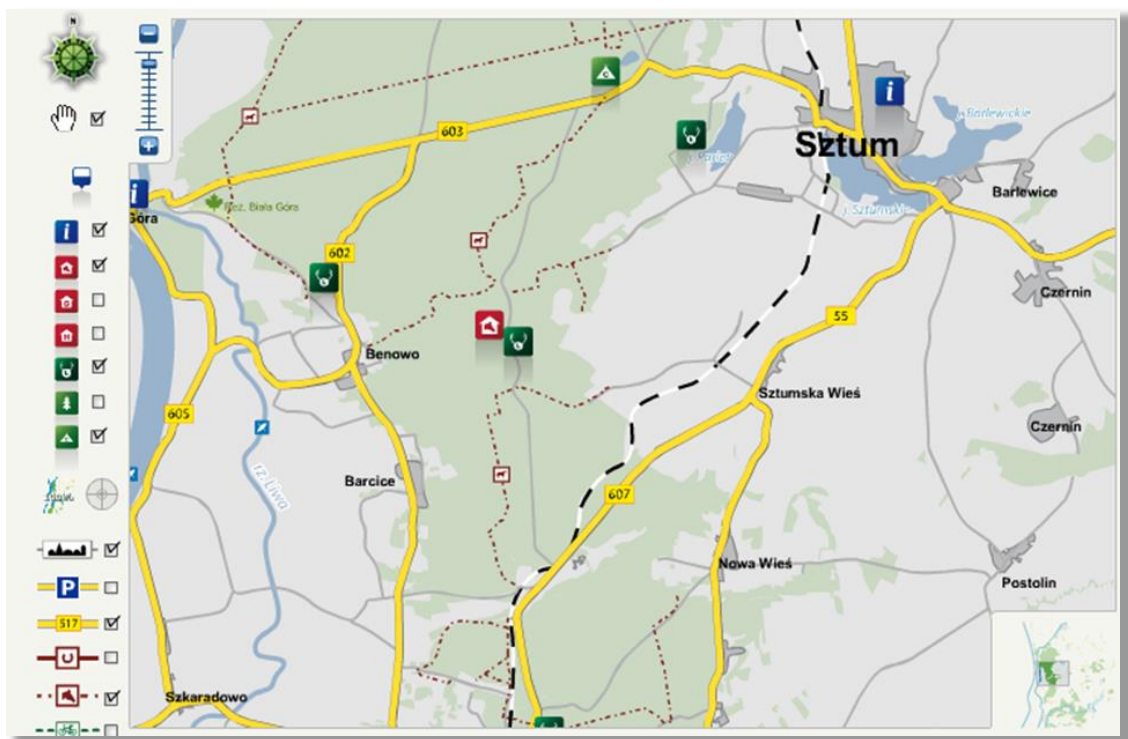 N
i
Sztum
j. Barlewickie
603
j. Parlet
Barlewice
i
Góra
Rez. Biała Góra
j. Sztumskie
602
Czernin
55
Benowo
Sztumska Wieś
605
Czernin
Barcice
rz. Liwa
607
Nowa Wieś
Postolin
P
517
Szkaradowo